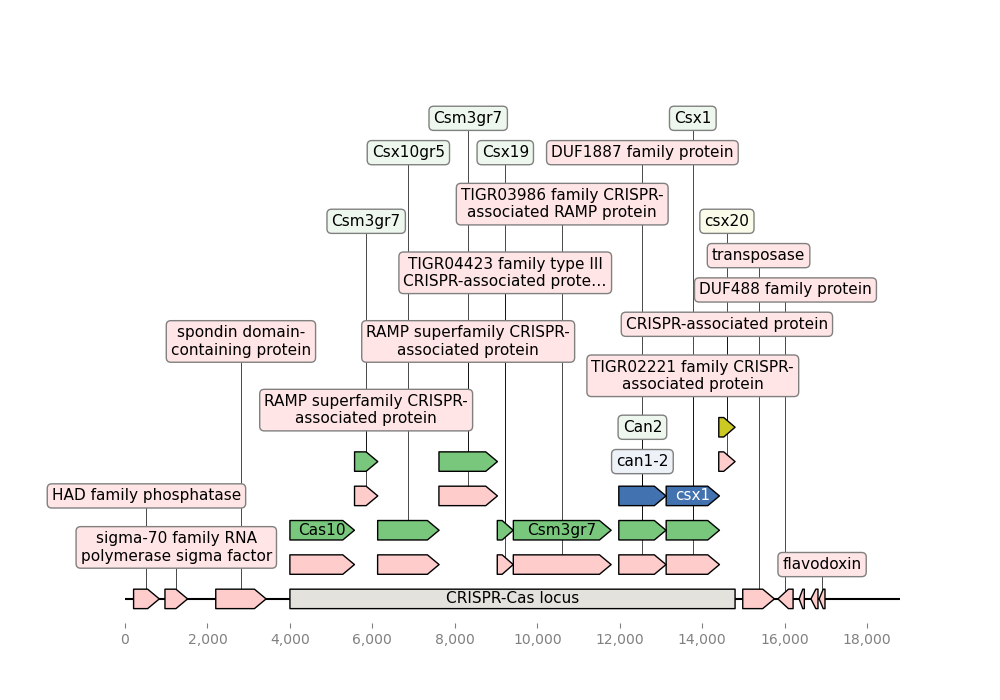 Csm3gr7
Csx1
Csx10gr5
Csx19
DUF1887 family protein
TIGR03986 family CRISPR-
associated RAMP protein
Csm3gr7
csx20
transposase
TIGR04423 family type III
CRISPR-associated prote...
DUF488 family protein
CRISPR-associated protein
spondin domain-
containing protein
RAMP superfamily CRISPR-
associated protein
TIGR02221 family CRISPR-
associated protein
RAMP superfamily CRISPR-
associated protein
Can2
can1-2
HAD family phosphatase
csx1
Cas10
Csm3gr7
sigma-70 family RNA
polymerase sigma factor
flavodoxin
CRISPR-Cas locus
0
2,000
4,000
6,000
8,000
10,000
12,000
14,000
16,000
18,000